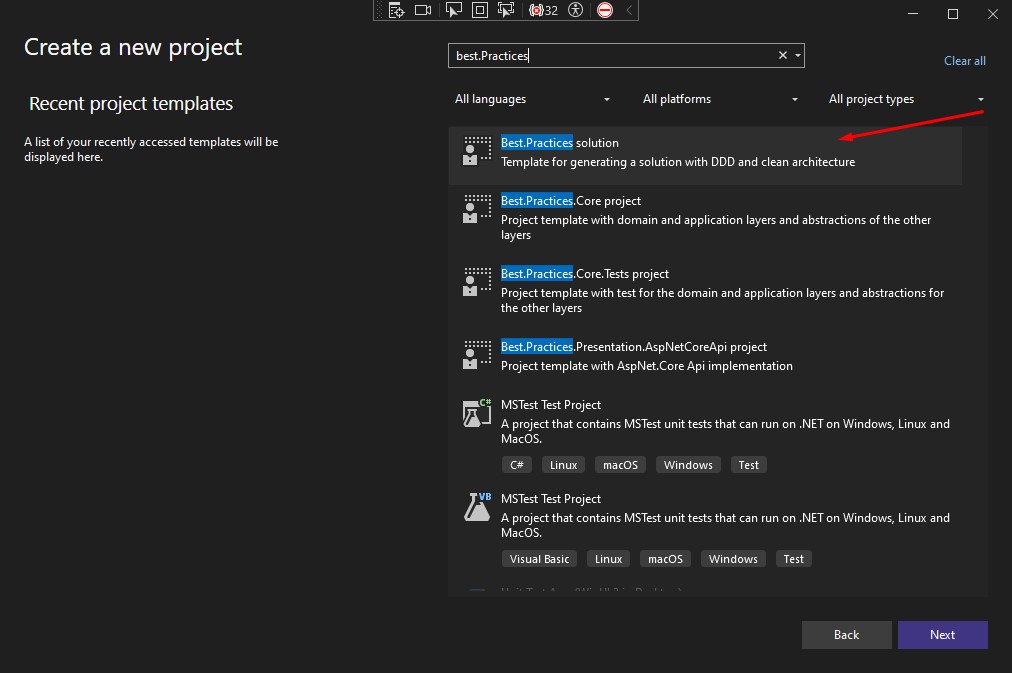 32
Create a new project
best.Practices
Clear all
Recent project templates
All languages
All platforms
All project types
A list of your recently accessed templates will be
displayed here.
Best.Practices solution
Template for generating a solution with DDD and clean architecture
Best.Practices.Core project
Project template with domain and application layers and abstractions of the other
layers
Best.Practices.Core.Tests project
Project template with test for the domain and application layers and abstractions for
the other layers
Best.Practices.Presentation.AspNetCoreApi project
Project template with AspNet.Core Api implementation
C#
MSTest Test Project
A project that contains MSTest unit tests that can run on .NET on Windows, Linux and
MacOS.
C# Linux macOS Windows Test
VB
MSTest Test Project
A project that contains MSTest unit tests that can run on .NET on Windows, Linux and
MacOS.
Visual Basic Linux macOS Windows Test
Back
Next